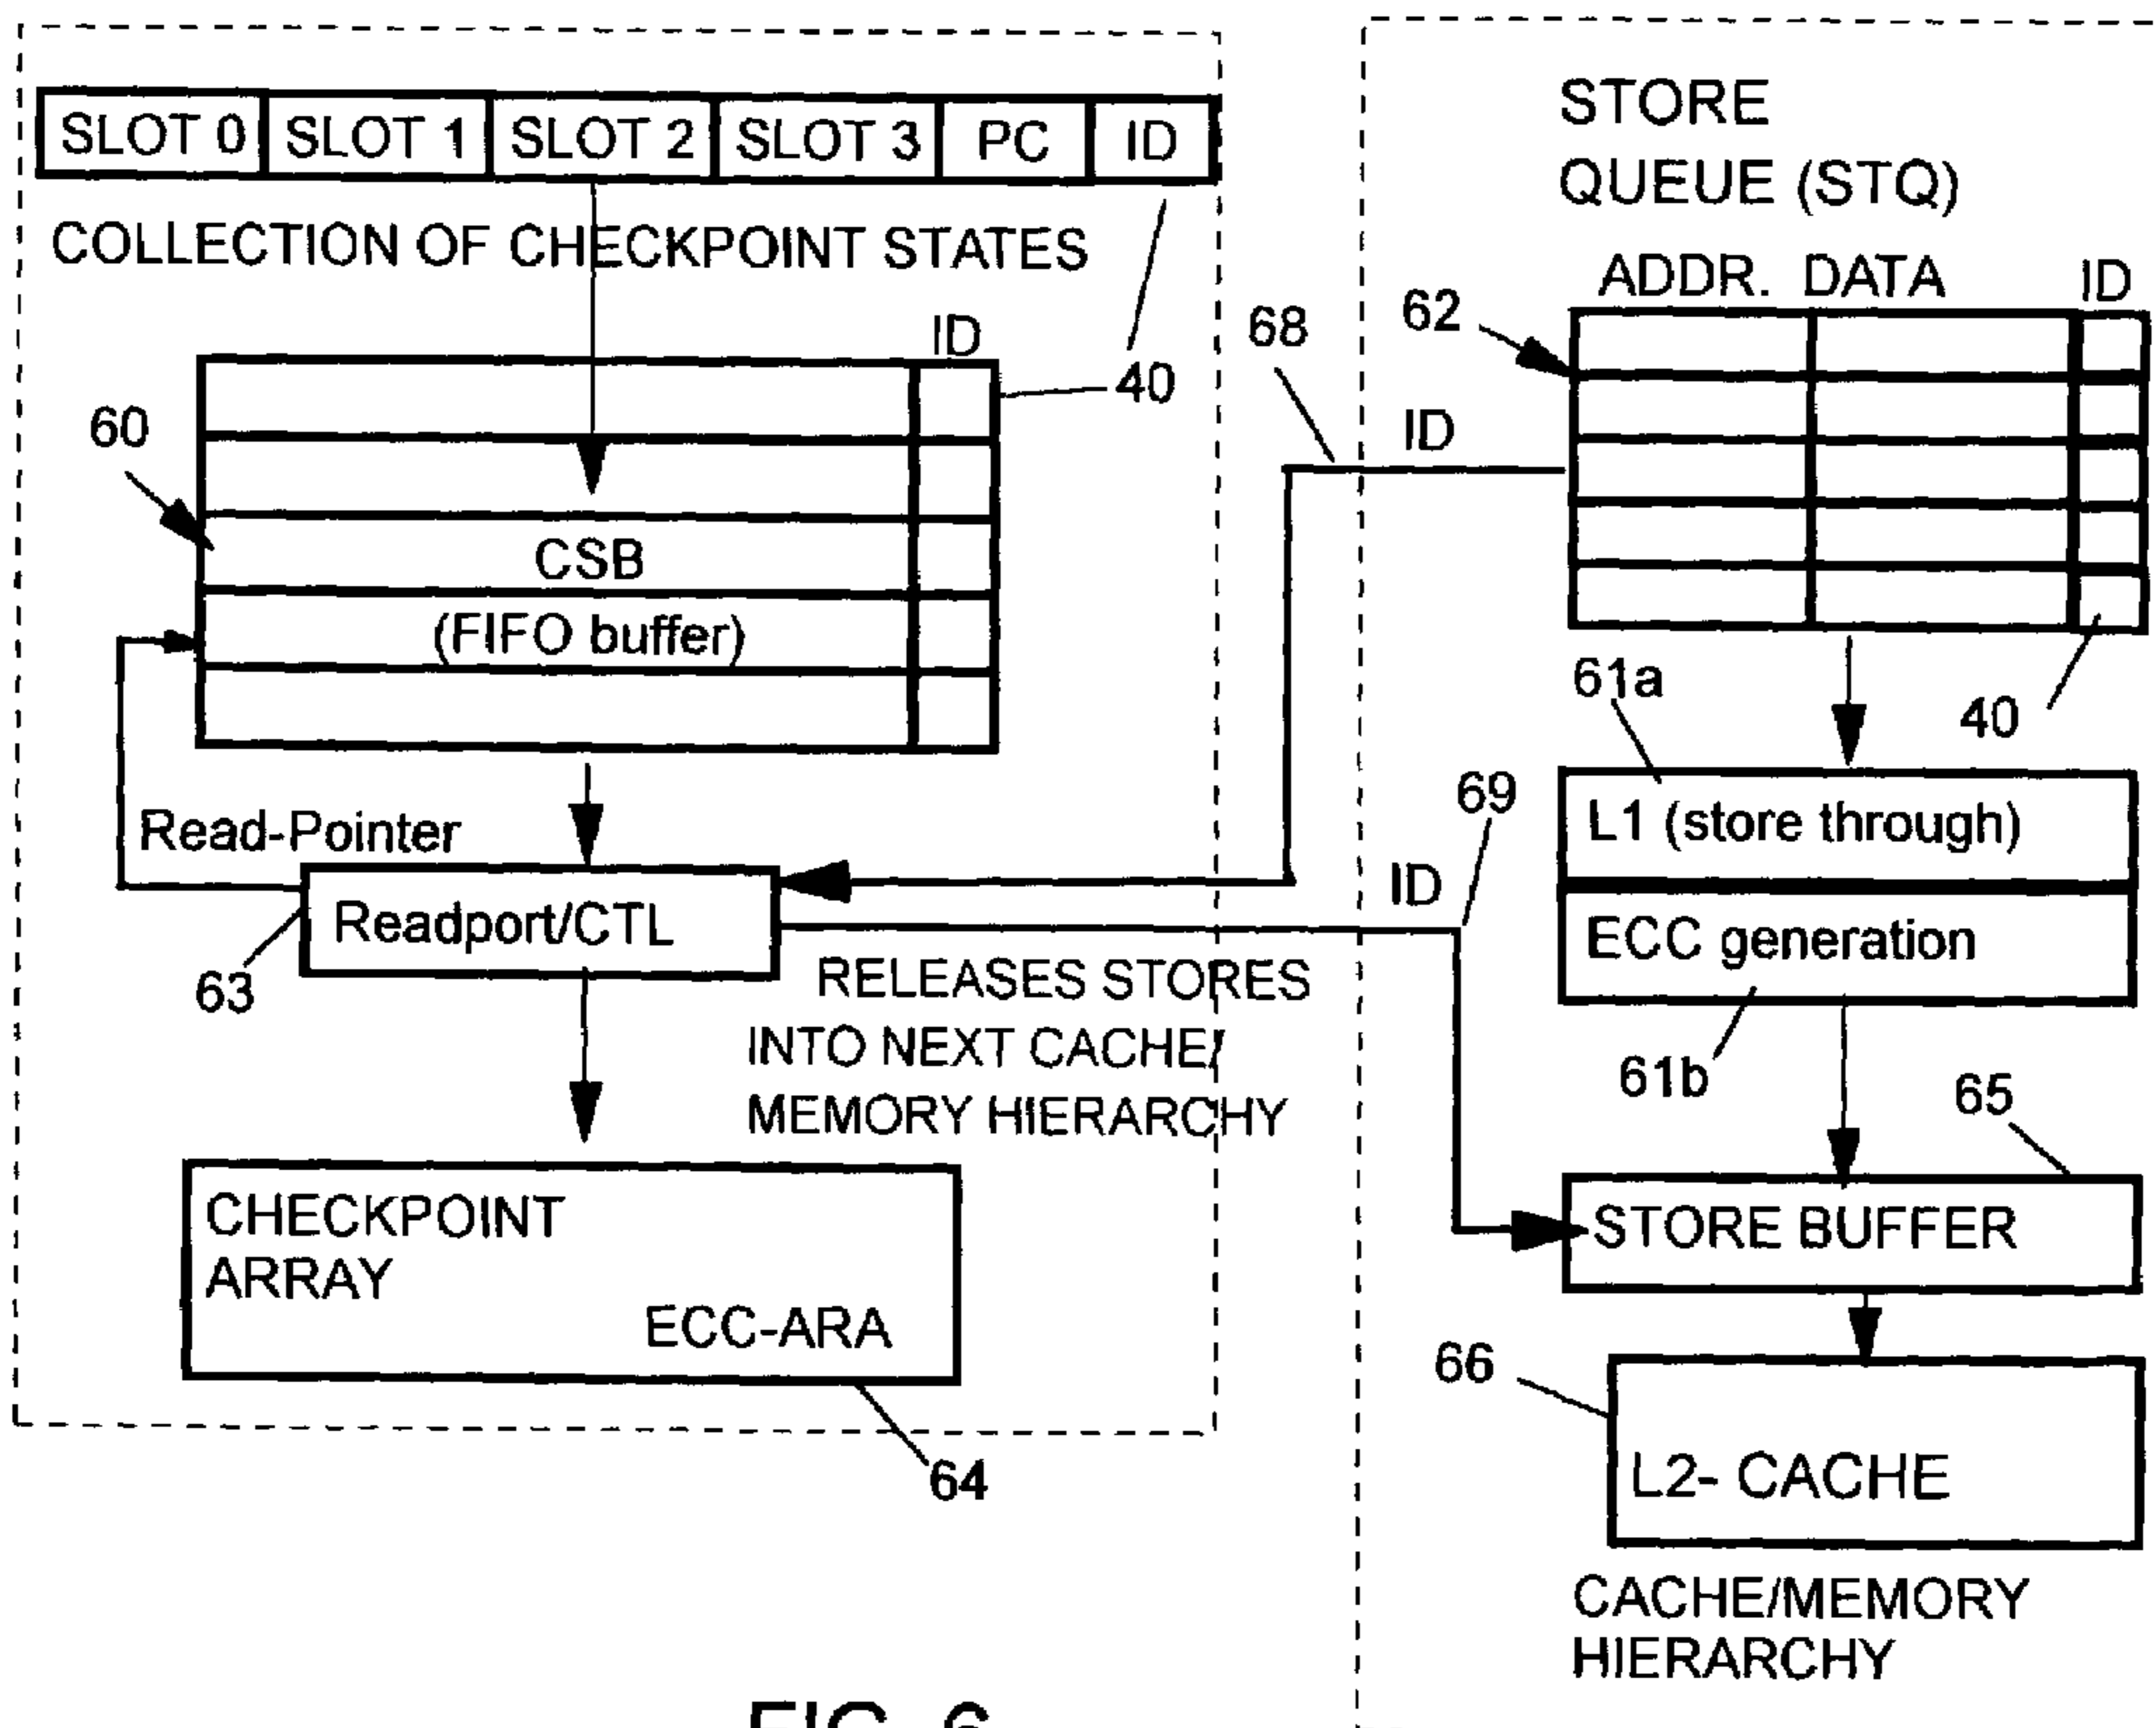 SLOT 0 SLOT 1 SLOT 2 SLOT 3 PC ID
COLLECTION OF CHECKPOINT STATES
ID
40
60
CSB
(FIFO buffer)
Read-Pointer
Readport/CTL
63
RELEASES STORES
INTO NEXT CACHE/
MEMORY HIERARCHY
CHECKPOINT
ARRAY
ECC-ARA
64
68
ID
69
ID
STORE
QUEUE (STQ)
ADDR. DATA ID
62
40
61a
L1 (store through)
ECC generation
61b
65
STORE BUFFER
66
L2- CACHE
CACHE/MEMORY
HIERARCHY
FIG. 6